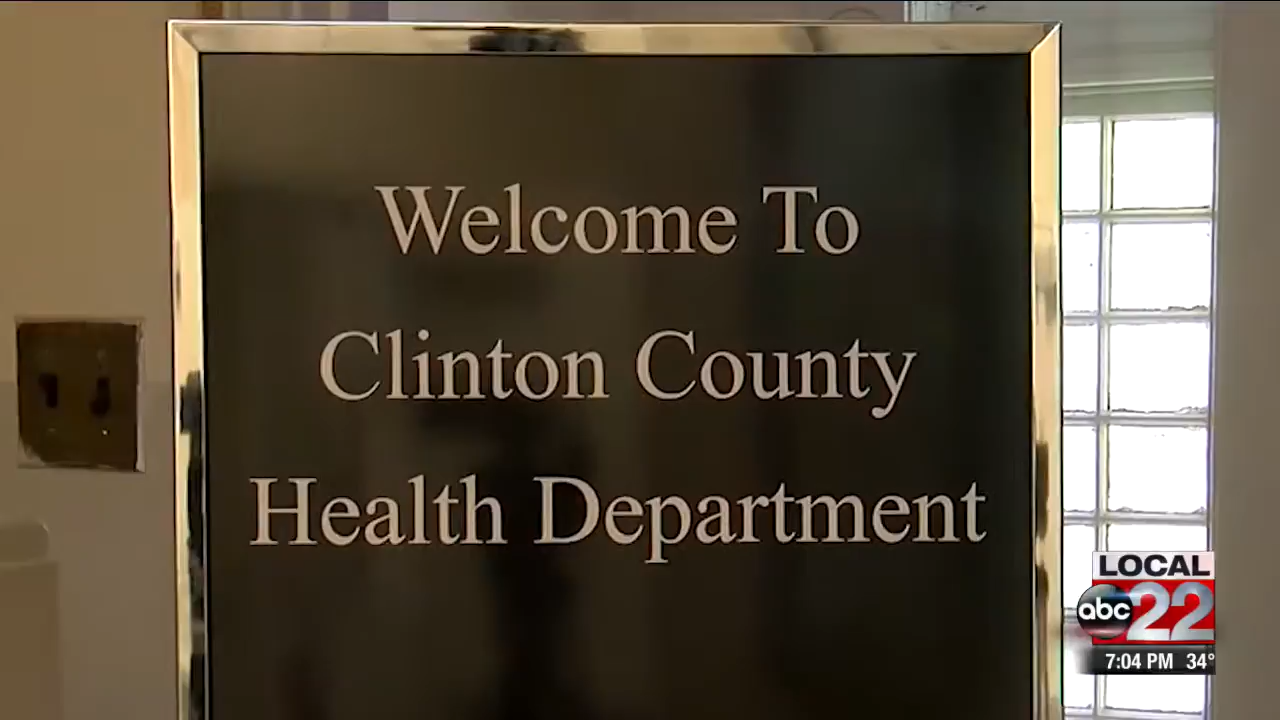 Welcome To
Clinton County
Health Department
LOCAL
abc 22
7:04 PM 34°